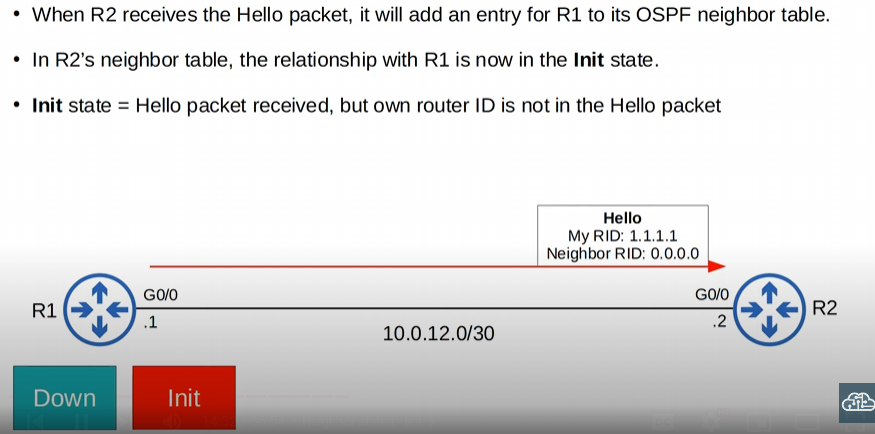 • When R2 receives the Hello packet, it will add an entry for R1 to its OSPF neighbor table.
• In R2’s neighbor table, the relationship with R1 is now in the Init state.
• Init state = Hello packet received, but own router ID is not in the Hello packet
Hello
My RID: 1.1.1.1
Neighbor RID: 0.0.0.0
R1
G0/0
.1
10.0.12.0/30
G0/0
.2
R2
Down
Init